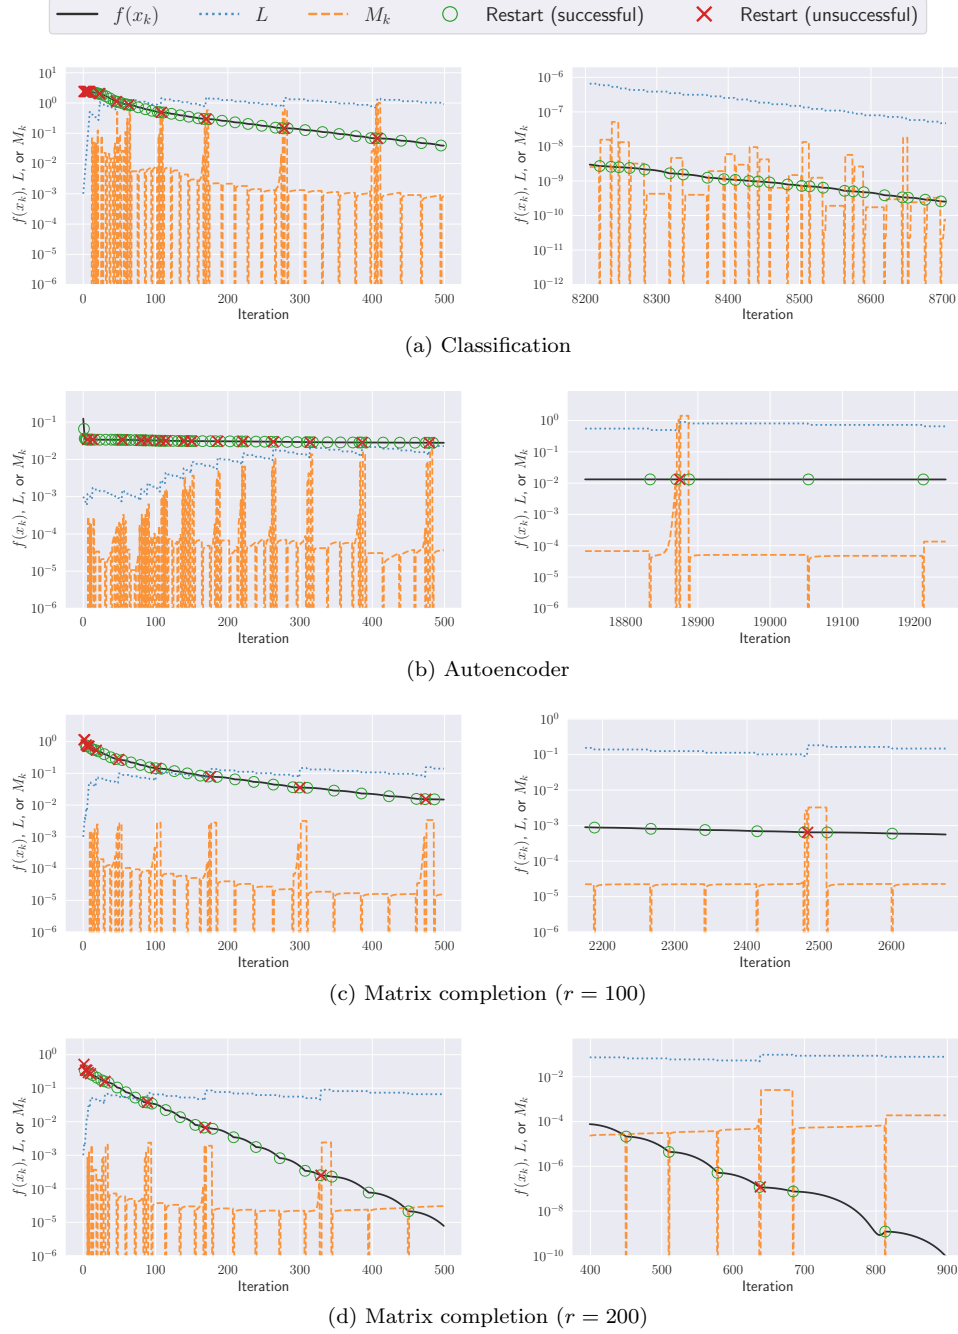 f(x_k) L M_k Restart (successful) Restart (unsuccessful)
f(x_k), L, or M_k
10^1
10^0
10^-1
10^-2
10^-3
10^-4
10^-5
10^-6
0 100 200 300 400 500
Iteration
f(x_k), L, or M_k
10^-6
10^-7
10^-8
10^-9
10^-10
10^-11
10^-12
8200 8300 8400 8500 8600 8700
Iteration
(a) Classification
f(x_k), L, or M_k
10^-1
10^-2
10^-3
10^-4
10^-5
10^-6
0 100 200 300 400 500
Iteration
f(x_k), L, or M_k
10^0
10^-1
10^-2
10^-3
10^-4
10^-5
10^-6
18800 18900 19000 19100 19200
Iteration
(b) Autoencoder
f(x_k), L, or M_k
10^0
10^-1
10^-2
10^-3
10^-4
10^-5
10^-6
0 100 200 300 400 500
Iteration
f(x_k), L, or M_k
10^0
10^-1
10^-2
10^-3
10^-4
10^-5
10^-6
2200 2300 2400 2500 2600
Iteration
(c) Matrix completion (r = 100)
f(x_k), L, or M_k
10^0
10^-1
10^-2
10^-3
10^-4
10^-5
10^-6
0 100 200 300 400 500
Iteration
f(x_k), L, or M_k
10^-2
10^-4
10^-6
10^-8
10^-10
400 500 600 700 800 900
Iteration
(d) Matrix completion (r = 200)